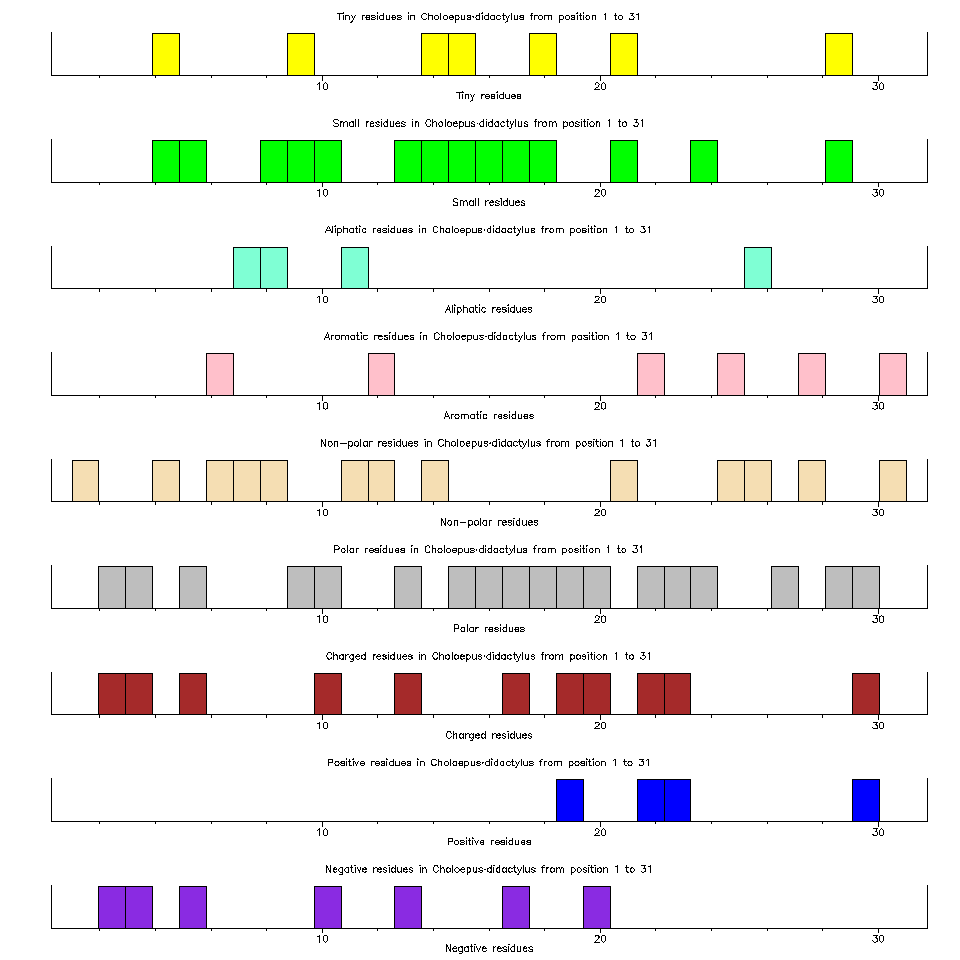 Tiny residues in Choloepus-didactylus from position 1 to 31
10 20 30
Tiny residues
Small residues in Choloepus-didactylus from position 1 to 31
10 20 30
Small residues
Aliphatic residues in Choloepus-didactylus from position 1 to 31
10 20 30
Aliphatic residues
Aromatic residues in Choloepus-didactylus from position 1 to 31
10 20 30
Aromatic residues
Non-polar residues in Choloepus-didactylus from position 1 to 31
10 20 30
Non-polar residues
Polar residues in Choloepus-didactylus from position 1 to 31
10 20 30
Polar residues
Charged residues in Choloepus-didactylus from position 1 to 31
10 20 30
Charged residues
Positive residues in Choloepus-didactylus from position 1 to 31
10 20 30
Positive residues
Negative residues in Choloepus-didactylus from position 1 to 31
10 20 30
Negative residues